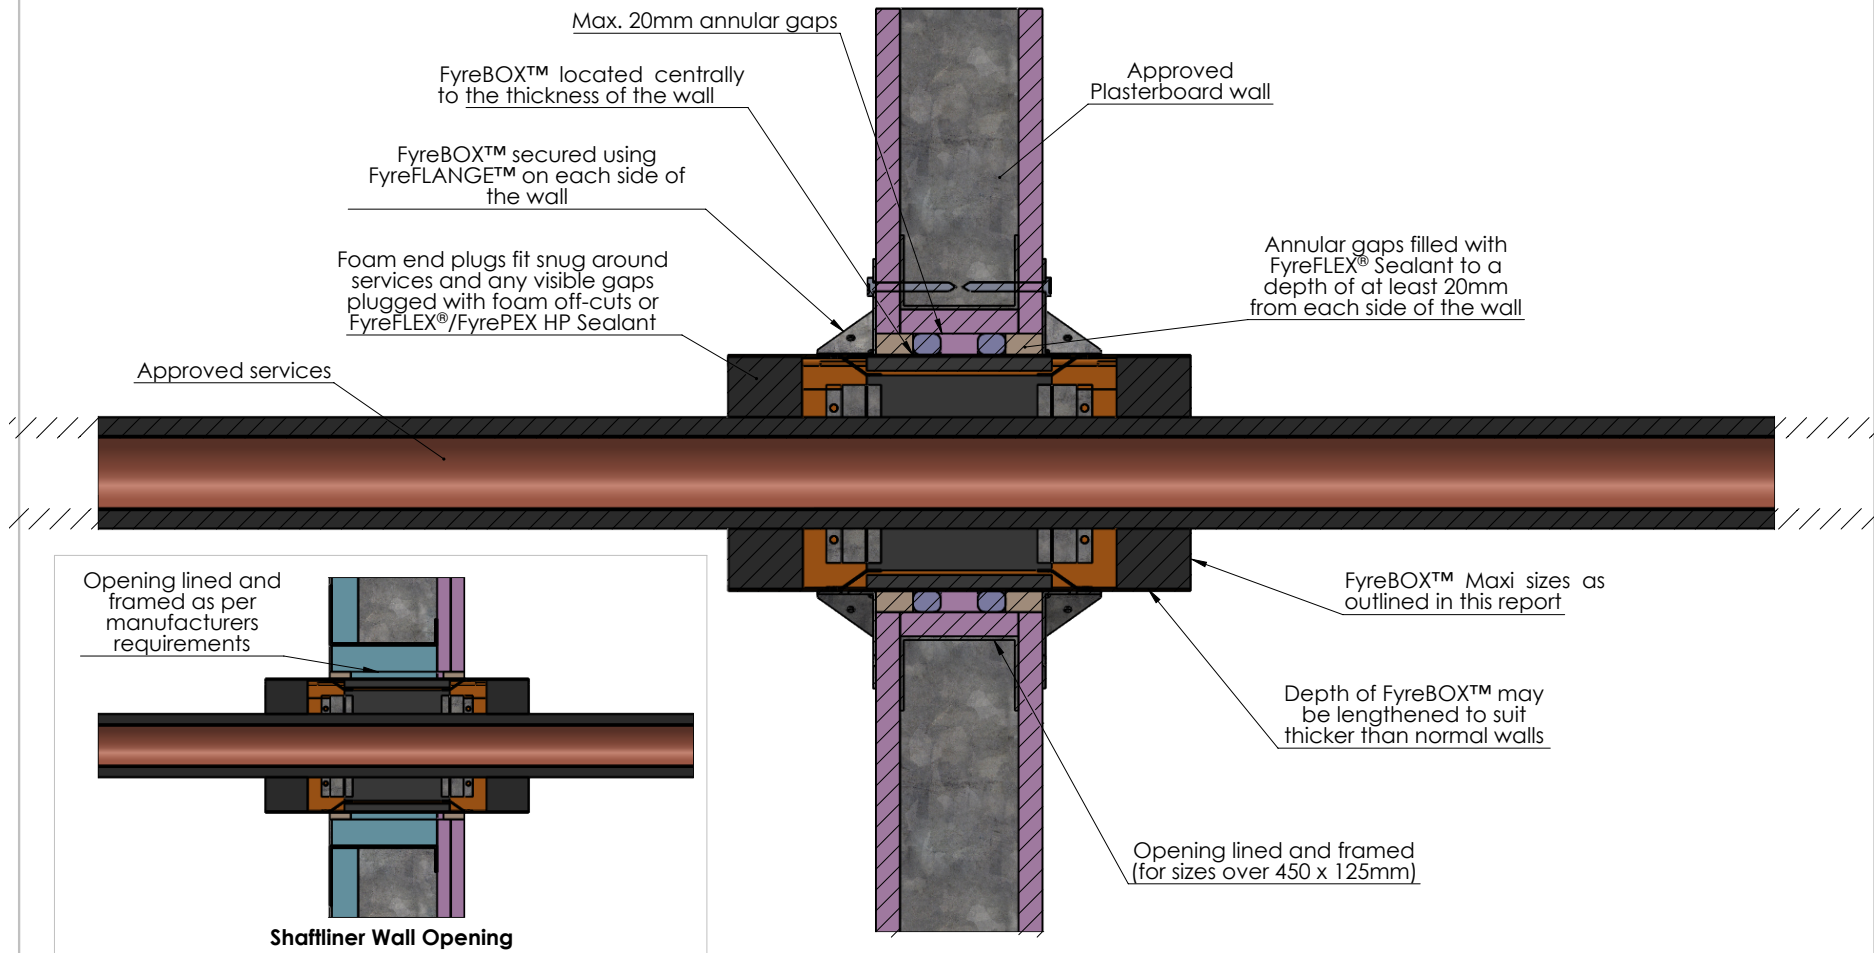 Max. 20mm annular gaps
FyreBOX™ located centrally
to the thickness of the wall
FyreBOX™ secured using
FyreFLANGE™ on each side of
the wall
Foam end plugs fit snug around
services and any visible gaps
plugged with foam off-cuts or
FyreFLEX®/FyrePEX HP Sealant
Approved services
Approved
Plasterboard wall
Annular gaps filled with
FyreFLEX® Sealant to a
depth of at least 20mm
from each side of the wall
FyreBOX™ Maxi sizes as
outlined in this report
Depth of FyreBOX™ may
be lengthened to suit
thicker than normal walls
Opening lined and framed
(for sizes over 450 x 125mm)
Opening lined and
framed as per
manufacturers
requirements
Shaftliner Wall Opening